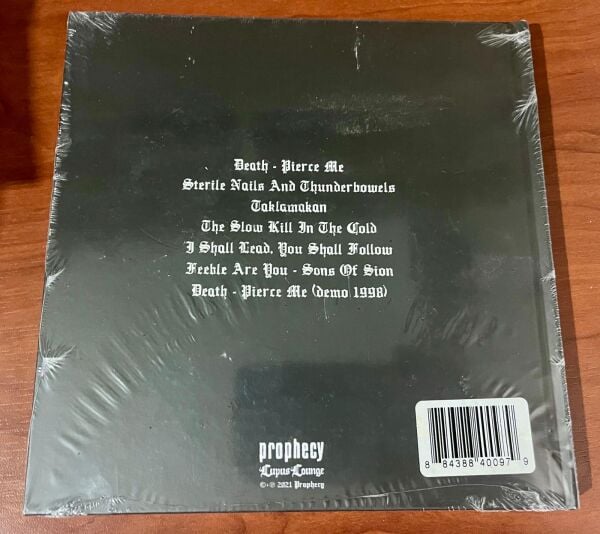 Death - Pierce Me
Sterile Nails And Thunderbowels
Taklamakan
The Slow Kill In The Cold
I Shall Lead, You Shall Follow
Feeble Are You - Sons Of Sion
Death - Pierce Me (demo 1998)
8 84388 40097 9
prophecy
Lupus Lounge
©+℗ 2021 Prophecy